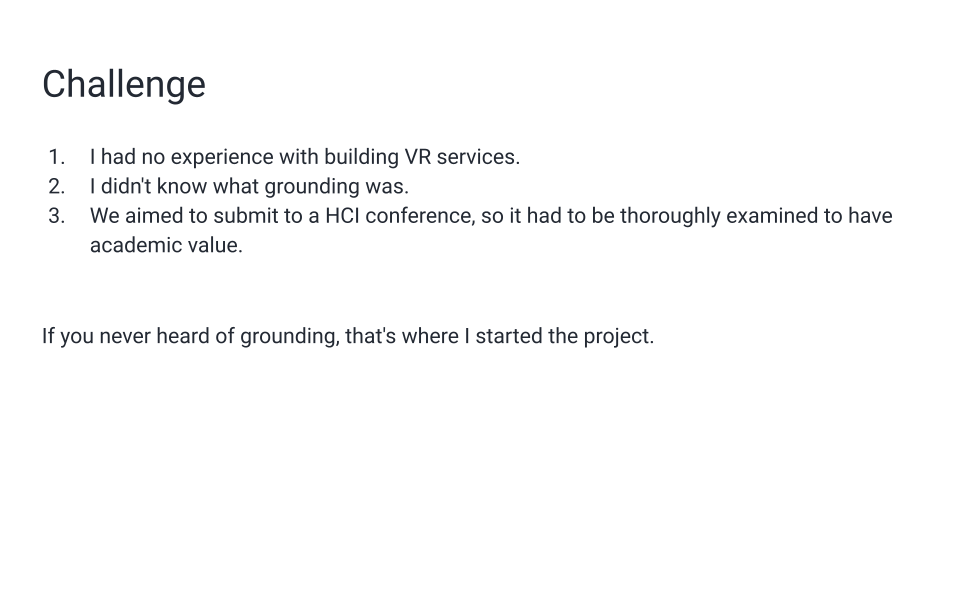 Challenge
1. I had no experience with building VR services.
2. I didn't know what grounding was.
3. We aimed to submit to a HCI conference, so it had to be thoroughly examined to have
academic value.
If you never heard of grounding, that's where I started the project.